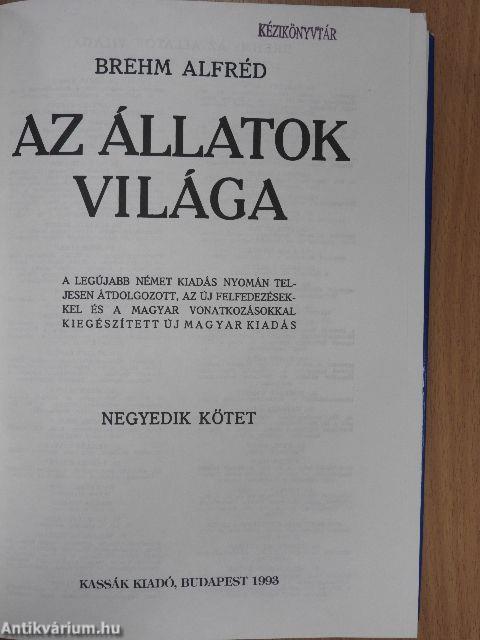 KÉZIKÖNYVTÁR
BREHM ALFRÉD
AZ ÁLLATOK
VILÁGA
A LEGÚJABB NÉMET KIADÁS NYOMÁN TEL-
JESEN ÁTDOLGOZOTT, AZ ÚJ FELFEDEZÉSEK-
KEL ÉS A MAGYAR VONATKOZÁSOKKAL
KIEGÉSZÍTETT ÚJ MAGYAR KIADÁS
NEGYEDIK KÖTET
KASSÁK KIADÓ, BUDAPEST 1993
Antikvárium.hu